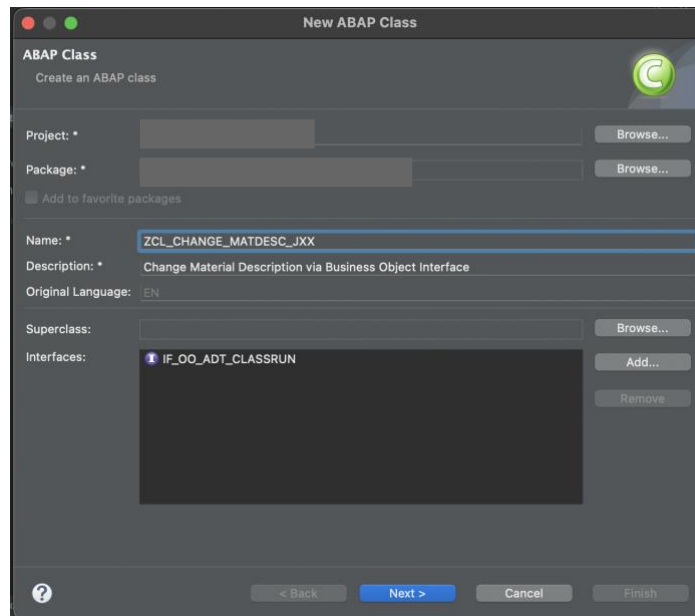 New ABAP Class
ABAP Class
Create an ABAP class
C
Project: *
Browse...
Package: *
Browse...
Add to favorite packages
Name: * ZCL_CHANGE_MATDESC_JXX
Description: * Change Material Description via Business Object Interface
Original Language: EN
Superclass:
Browse...
Interfaces:
I IF_OO_ADT_CLASSRUN
Add...
Remove
? < Back Next > Cancel Finish